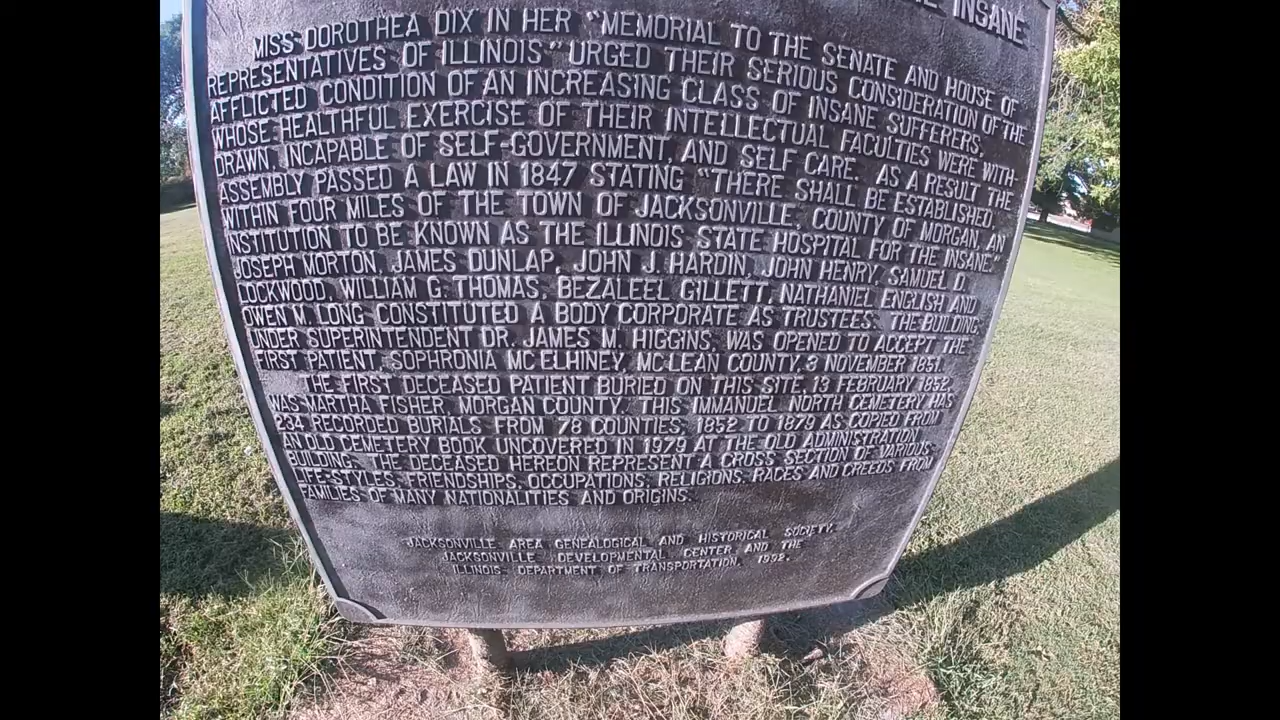 INSANE
MISS DOROTHEA DIX IN HER "MEMORIAL TO THE SENATE AND HOUSE OF
REPRESENTATIVES OF ILLINOIS" URGED THEIR SERIOUS CONSIDERATION OF THE
AFFLICTED CONDITION OF AN INCREASING CLASS OF INSANE SUFFERERS,
WHOSE HEALTHFUL EXERCISE OF THEIR INTELLECTUAL FACULTIES WERE WITH-
DRAWN, INCAPABLE OF SELF-GOVERNMENT, AND SELF CARE. AS A RESULT THE
ASSEMBLY PASSED A LAW IN 1847 STATING "THERE SHALL BE ESTABLISHED,
WITHIN FOUR MILES OF THE TOWN OF JACKSONVILLE, COUNTY OF MORGAN, AN
INSTITUTION TO BE KNOWN AS THE ILLINOIS STATE HOSPITAL FOR THE INSANE."
JOSEPH MORTON, JAMES DUNLAP, JOHN J. HARDIN, JOHN HENRY, SAMUEL D.
LOCKWOOD, WILLIAM G. THOMAS, BEZALEEL GILLETT, NATHANIEL ENGLISH AND
OWEN M. LONG CONSTITUTED A BODY CORPORATE AS TRUSTEES. THE BUILDING,
UNDER SUPERINTENDENT DR. JAMES M. HIGGINS, WAS OPENED TO ACCEPT THE
FIRST PATIENT, SOPHRONIA MC ELHINEY, MC LEAN COUNTY, 3 NOVEMBER 1851.
THE FIRST DECEASED PATIENT BURIED ON THIS SITE, 13 FEBRUARY 1852,
WAS MARTHA FISHER, MORGAN COUNTY. THIS IMMANUEL NORTH CEMETERY HAS
234 RECORDED BURIALS FROM 78 COUNTIES, 1852 TO 1879 AS COPIED FROM
AN OLD CEMETERY BOOK UNCOVERED IN 1979 AT THE OLD ADMINISTRATION
BUILDING. THE DECEASED HEREON REPRESENT A CROSS SECTION OF VARIOUS
LIFE-STYLES, FRIENDSHIPS, OCCUPATIONS, RELIGIONS, RACES AND CREEDS FROM
FAMILIES OF MANY NATIONALITIES AND ORIGINS.
JACKSONVILLE AREA GENEALOGICAL AND HISTORICAL SOCIETY,
JACKSONVILLE DEVELOPMENTAL CENTER AND THE
ILLINOIS DEPARTMENT OF TRANSPORTATION, 1992.